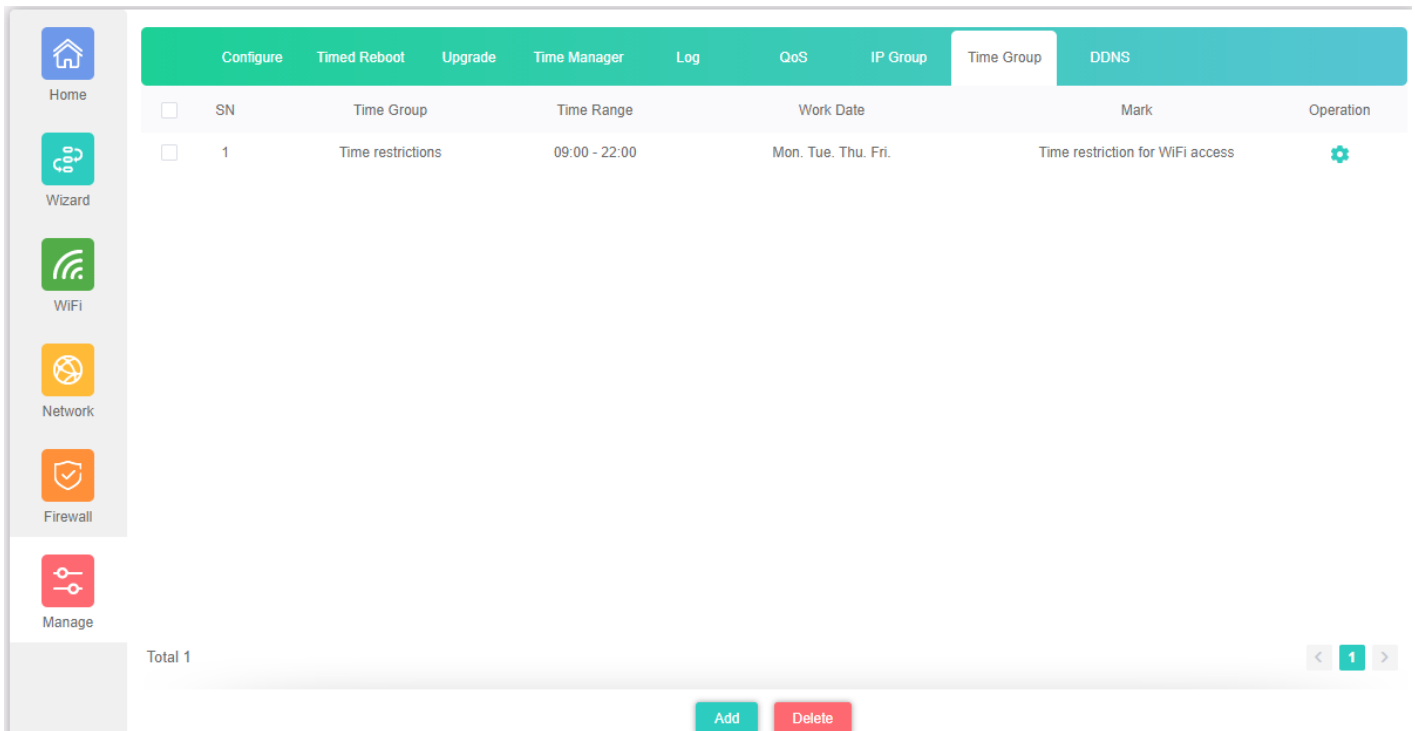 Home
Wizard
WiFi
Network
Firewall
Manage
Configure Timed Reboot Upgrade Time Manager Log QoS IP Group Time Group DDNS
SN Time Group Time Range Work Date Mark Operation
1 Time restrictions 09:00 - 22:00 Mon. Tue. Thu. Fri. Time restriction for WiFi access
Total 1
< 1 >
Add Delete